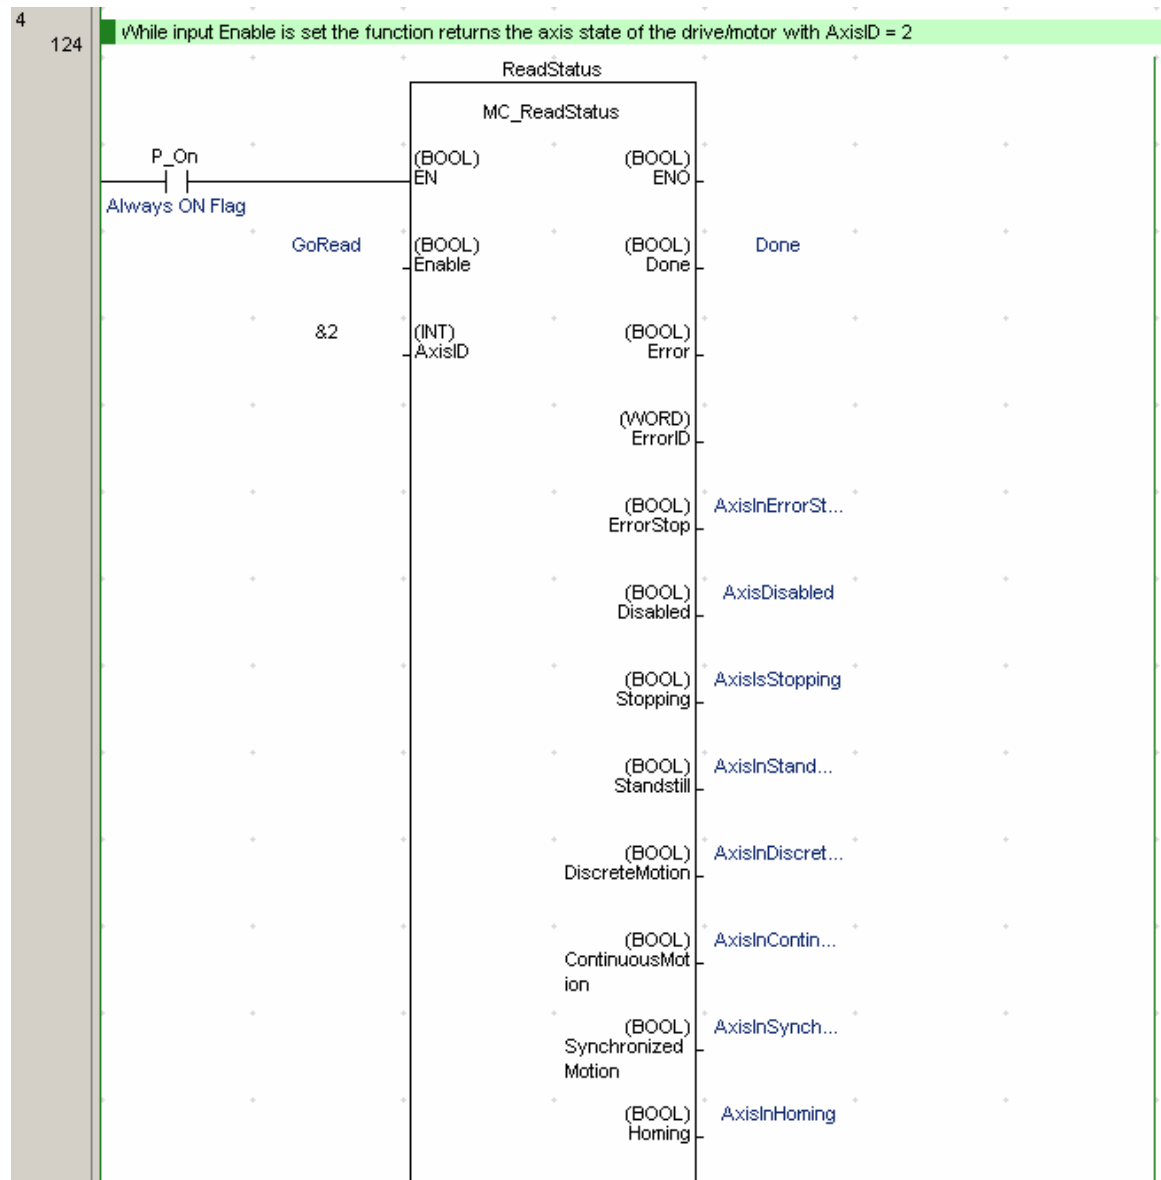 4
124
While input Enable is set the function returns the axis state of the drive/motor with AxisID = 2
ReadStatus
MC_ReadStatus
P_On
(BOOL) (BOOL)
EN ENO
Always ON Flag
GoRead (BOOL) (BOOL) Done
Enable Done
&2 (INT) (BOOL)
AxisID Error
(WORD)
ErrorID
(BOOL) AxisInErrorSt...
ErrorStop
(BOOL) AxisDisabled
Disabled
(BOOL) AxisIsStopping
Stopping
(BOOL) AxisInStand...
Standstill
(BOOL) AxisInDiscret...
DiscreteMotion
(BOOL) AxisInContin...
ContinuousMot
ion
(BOOL) AxisInSynch...
Synchronized
Motion
(BOOL) AxisInHoming
Homing